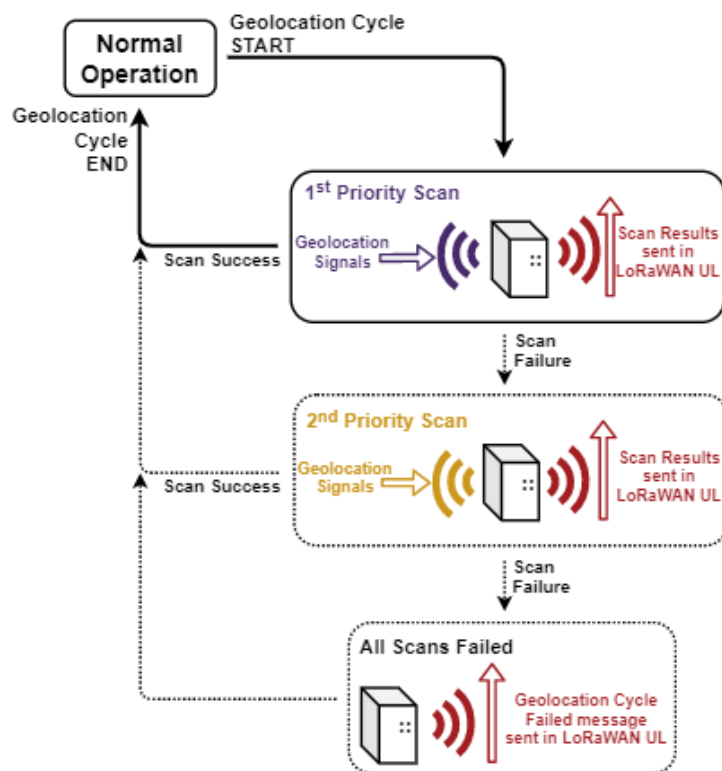 Normal
Operation
Geolocation Cycle
START
Geolocation
Cycle
END
1st Priority Scan
Geolocation
Signals
Scan Results
sent in
LoRaWAN UL
Scan Success
Scan
Failure
2nd Priority Scan
Geolocation
Signals
Scan Results
sent in
LoRaWAN UL
Scan Success
Scan
Failure
All Scans Failed
Geolocation Cycle
Failed message
sent in LoRaWAN UL